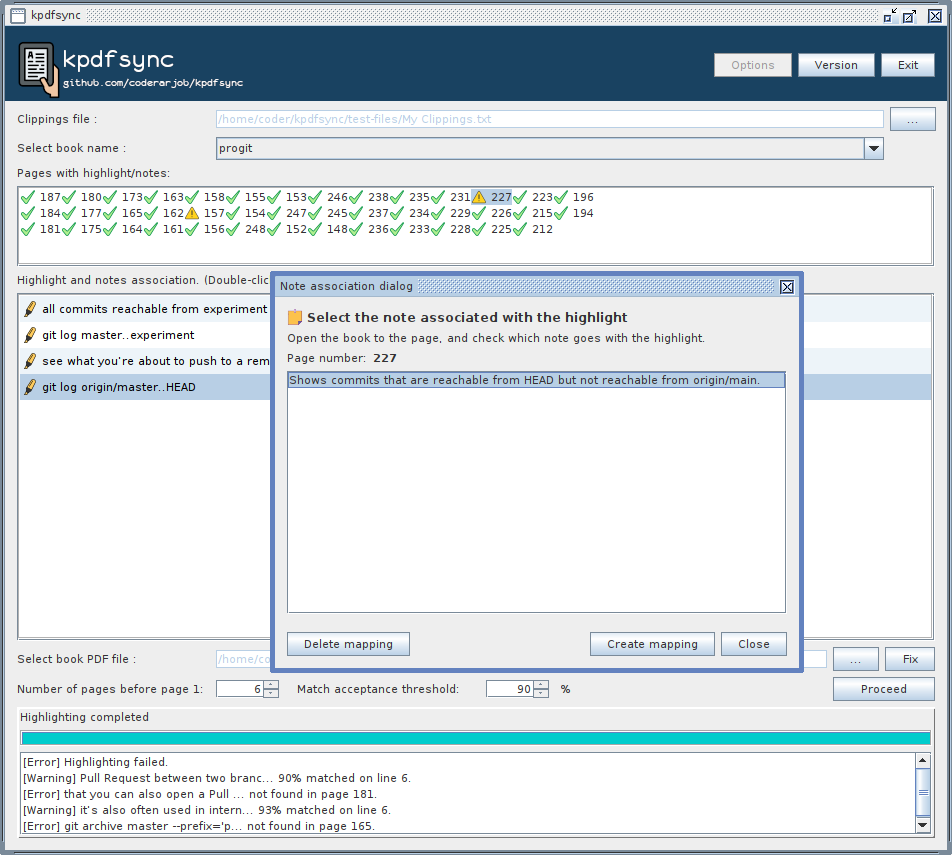 kpdfsync
kpdfsync
github.com/coderarjob/kpdfsync
Options
Version
Exit
Clippings file :
/home/coder/kpdfsync/test-files/My Clippings.txt
...
Select book name :
progit
Pages with highlight/notes:
187 180 173 163 158 155 153 246 238 235 231 227 223 196
184 177 165 162 157 154 247 245 237 234 229 226 215 194
181 175 164 161 156 248 152 148 236 233 228 225 212
Highlight and notes association. (Double-clic
all commits reachable from experiment
git log master..experiment
see what you're about to push to a rem
git log origin/master..HEAD
Note association dialog
Select the note associated with the highlight
Open the book to the page, and check which note goes with the highlight.
Page number: 227
Shows commits that are reachable from HEAD but not reachable from origin/main.
Delete mapping
Create mapping
Close
Select book PDF file :
/home/co
...
Fix
Number of pages before page 1:
6
Match acceptance threshold:
90
%
Proceed
Highlighting completed
[Error] Highlighting failed.
[Warning] Pull Request between two branc... 90% matched on line 6.
[Error] that you can also open a Pull ... not found in page 181.
[Warning] it's also often used in intern... 93% matched on line 6.
[Error] git archive master --prefix='p... not found in page 165.